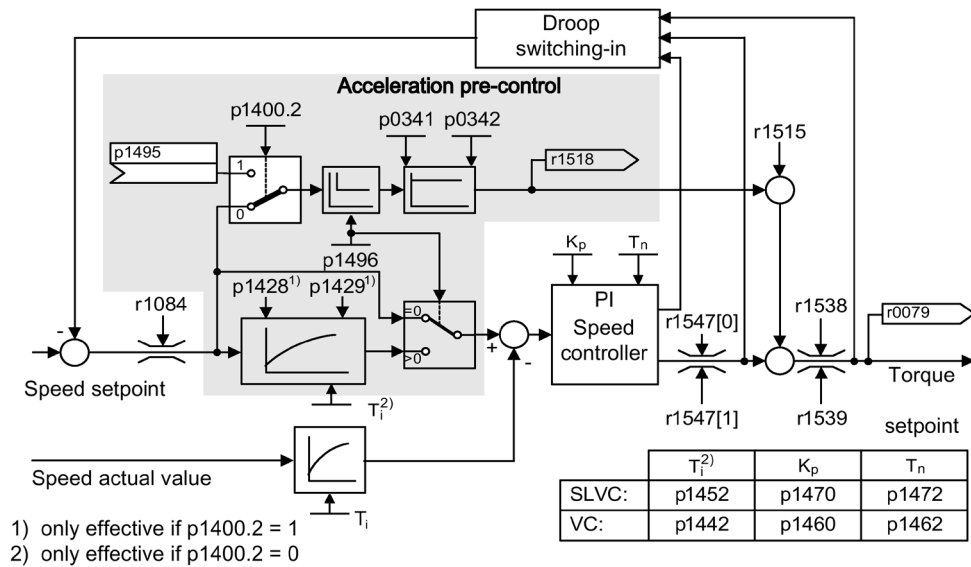 Droop
switching-in
Acceleration pre-control
p1400.2
p0341
p0342
r1515
p1495
r1518
1
0
p1496
Kp
Tn
p1428¹⁾
p1429¹⁾
r1084
=0
PI
Speed
controller
r1547[0]
r1538
r0079
-
+
-
>0
Speed setpoint
Torque
Ti²⁾
r1547[1]
r1539
setpoint
Speed actual value
Ti
Ti²⁾ Kp Tn
SLVC: p1452 p1470 p1472
VC: p1442 p1460 p1462
1) only effective if p1400.2 = 1
2) only effective if p1400.2 = 0